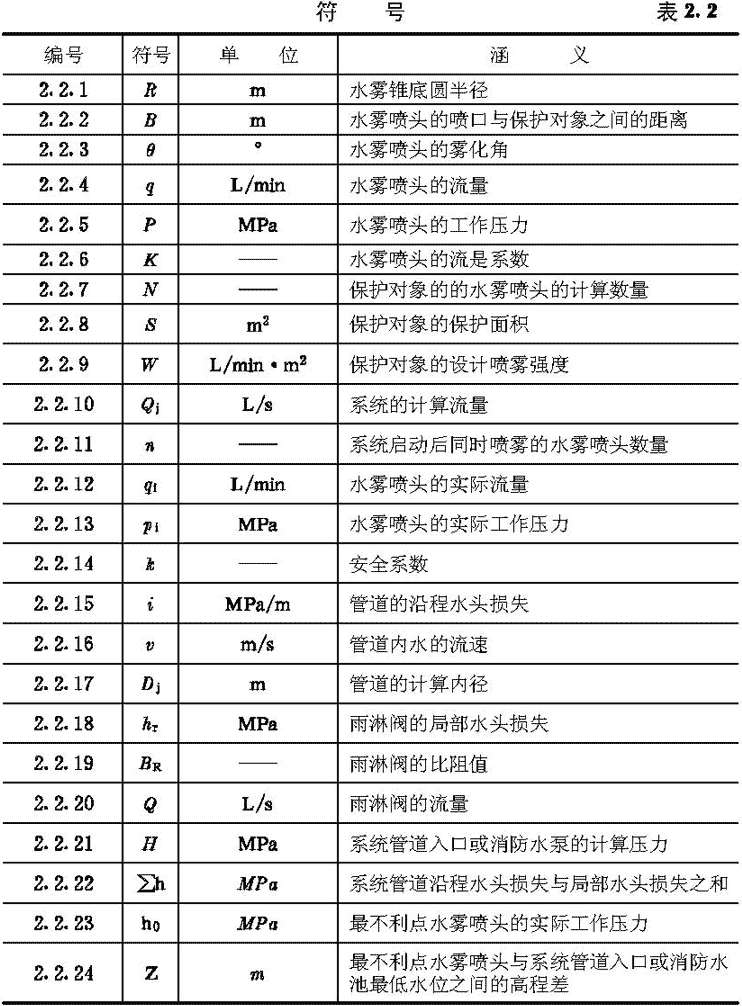 符 号 表 2.2
编号 符号 单 位 涵 义
2.2.1 R m 水雾锥底圆半径
2.2.2 B m 水雾喷头的喷口与保护对象之间的距离
2.2.3 θ ° 水雾喷头的雾化角
2.2.4 q L/min 水雾喷头的流量
2.2.5 P MPa 水雾喷头的工作压力
2.2.6 K —— 水雾喷头的流是系数
2.2.7 N —— 保护对象的的水雾喷头的计算数量
2.2.8 S m² 保护对象的保护面积
2.2.9 W L/min·m² 保护对象的设计喷雾强度
2.2.10 Qj L/s 系统的计算流量
2.2.11 n —— 系统启动后同时喷雾的水雾喷头数量
2.2.12 qi L/min 水雾喷头的实际流量
2.2.13 pi MPa 水雾喷头的实际工作压力
2.2.14 k —— 安全系数
2.2.15 i MPa/m 管道的沿程水头损失
2.2.16 v m/s 管道内水的流速
2.2.17 Dj m 管道的计算内径
2.2.18 hr MPa 雨淋阀的局部水头损失
2.2.19 BR —— 雨淋阀的比阻值
2.2.20 Q L/s 雨淋阀的流量
2.2.21 H MPa 系统管道入口或消防水泵的计算压力
2.2.22 ∑h MPa 系统管道沿程水头损失与局部水头损失之和
2.2.23 h0 MPa 最不利点水雾喷头的实际工作压力
2.2.24 Z m 最不利点水雾喷头与系统管道入口或消防水
池最低水位之间的高程差